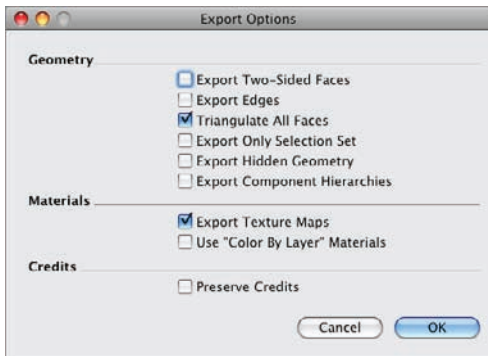 Export Options
Geometry
Export Two-Sided Faces
Export Edges
Triangulate All Faces
Export Only Selection Set
Export Hidden Geometry
Export Component Hierarchies
Materials
Export Texture Maps
Use "Color By Layer" Materials
Credits
Preserve Credits
Cancel OK